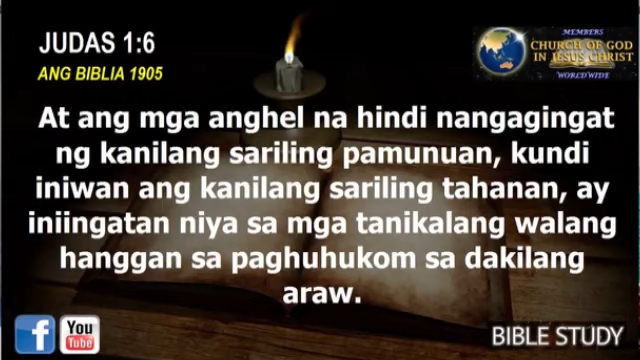 JUDAS 1:6
ANG BIBLIA 1905
MEMBERS
CHURCH OF GOD
IN JESUS CHRIST
WORLDWIDE
At ang mga anghel na hindi nangagingat
ng kanilang sariling pamunuan, kundi
iniwan ang kanilang sariling tahanan, ay
iniingatan niya sa mga tanikalang walang
hanggan sa paghuhukom sa dakilang
araw.
f
You
Tube
BIBLE STUDY